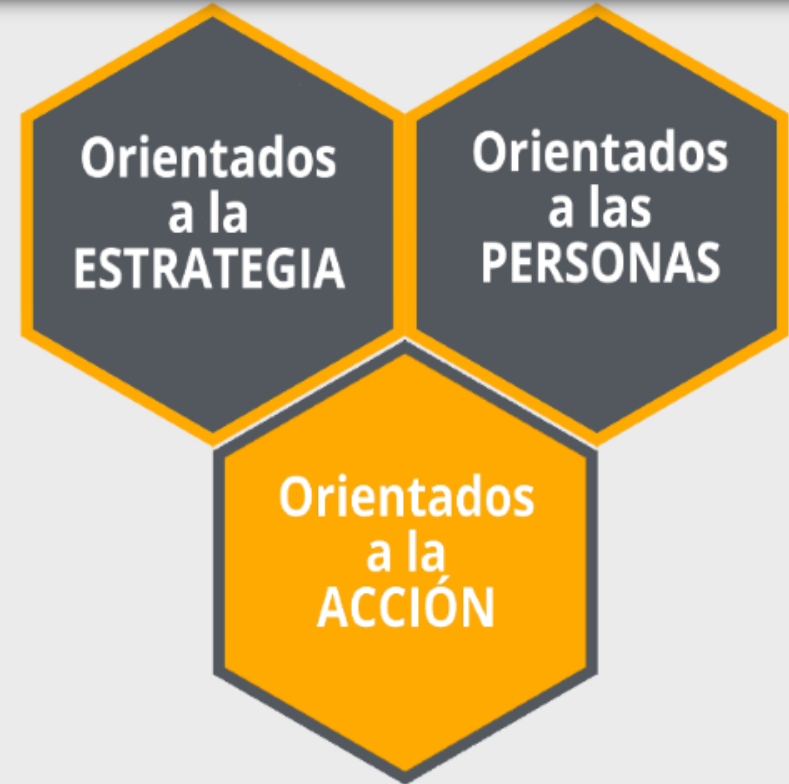 Orientados
a la
ESTRATEGIA
Orientados
a las
PERSONAS
Orientados
a la
ACCIÓN